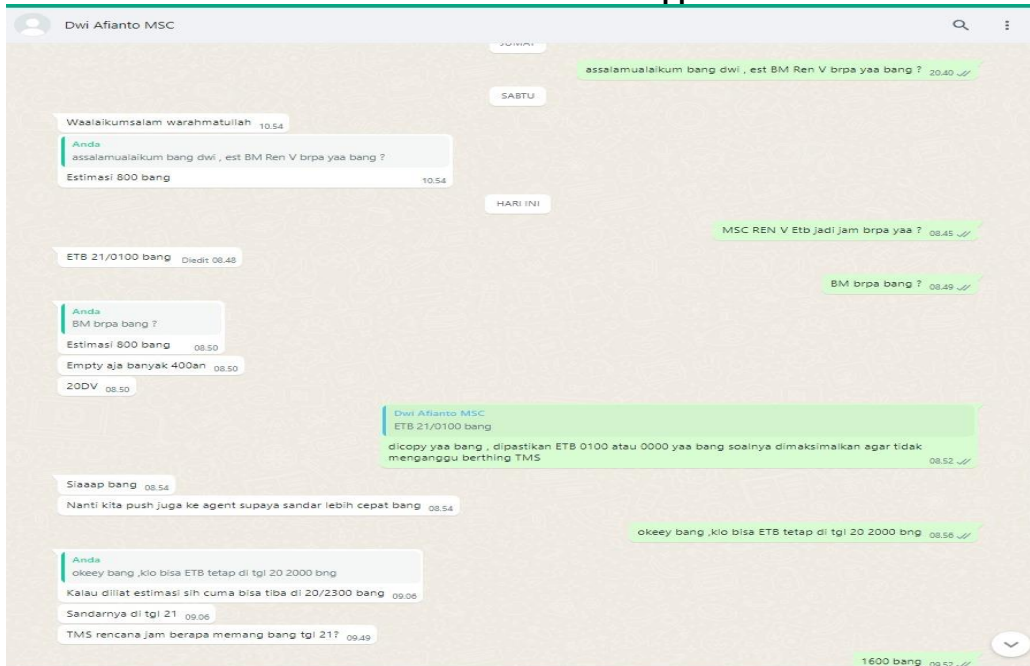 Dwi Afianto MSC
JUMAT
assalamualaikum bang dwi , est BM Ren V brpa yaa bang ? 20.40
SABTU
Waalaikumsalam warahmatullah 10.54
Anda
assalamualaikum bang dwi , est BM Ren V brpa yaa bang ?
Estimasi 800 bang 10.54
HARI INI
MSC REN V Etb jadi jam brpa yaa ? 08.45
ETB 21/0100 bang Diedit 08.48
BM brpa bang ? 08.49
Anda
BM brpa bang ?
Estimasi 800 bang 08.50
Empty aja banyak 400an 08.50
20DV 08.50
Dwi Afianto MSC
ETB 21/0100 bang
dicopy yaa bang , dipastikan ETB 0100 atau 0000 yaa bang soalnya dimaksimalkan agar tidak
menganggu berthing TMS 08.52
Siaaap bang 08.54
Nanti kita push juga ke agent supaya sandar lebih cepat bang 08.54
okeey bang ,klo bisa ETB tetap di tgl 20 2000 bng 08.56
Anda
okeey bang ,klo bisa ETB tetap di tgl 20 2000 bng
Kalau diliat estimasi sih cuma bisa tiba di 20/2300 bang 09.06
Sandarnya di tgl 21 09.06
TMS rencana jam berapa memang bang tgl 21? 09.49
1600 bang 09.52